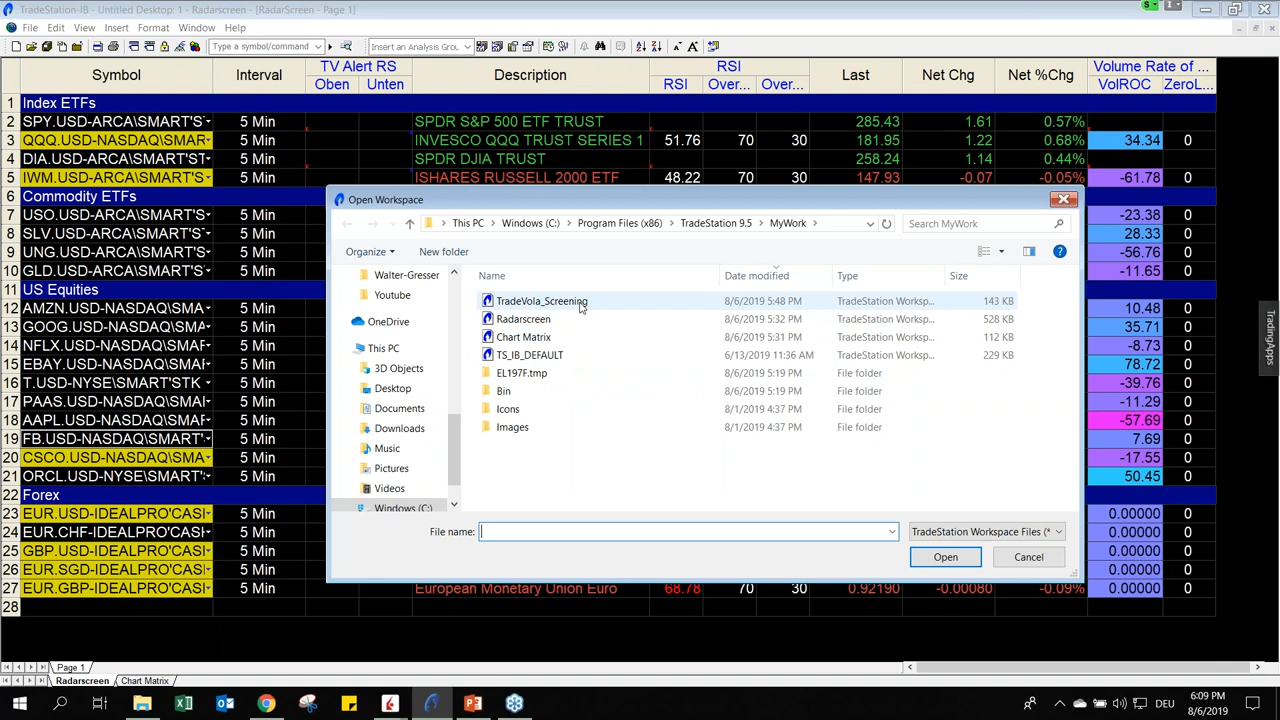 TradeStation-IB - Untitled Desktop: 1 - Radarscreen - [RadarScreen - Page 1]
File Edit View Insert Format Window Help
Type a symbol/command Insert an Analysis Grou
Symbol Interval TV Alert RS Description RSI Last Net Chg Net %Chg Volume Rate of ...
Oben Unten RSI Over... Over... VolROC ZeroL...
1 Index ETFs
2 SPY.USD-ARCA\SMART'S 5 Min SPDR S&P 500 ETF TRUST 285.43 1.61 0.57%
3 QQQ.USD-NASDAQ\SMAR 5 Min INVESCO QQQ TRUST SERIES 1 51.76 70 30 181.95 1.22 0.68% 34.34 0
4 DIA.USD-ARCA\SMART'ST 5 Min SPDR DJIA TRUST 258.24 1.14 0.44%
5 IWM.USD-ARCA\SMART'S 5 Min ISHARES RUSSELL 2000 ETF 48.22 70 30 147.93 -0.07 -0.05% -61.78 0
6 Commodity ETFs
7 USO.USD-ARCA\SMART'S 5 Min -23.38 0
8 SLV.USD-ARCA\SMART'S 5 Min 28.33 0
9 UNG.USD-ARCA\SMART'S 5 Min -56.76 0
10 GLD.USD-ARCA\SMART'S 5 Min -11.65 0
11 US Equities
12 AMZN.USD-NASDAQ\SMA 5 Min 10.48 0
13 GOOG.USD-NASDAQ\SMA 5 Min 35.71 0
14 NFLX.USD-NASDAQ\SMAF 5 Min -8.73 0
15 EBAY.USD-NASDAQ\SMAF 5 Min 78.72 0
16 T.USD-NYSE\SMART'STK 5 Min -39.76 0
17 PAAS.USD-NASDAQ\SMAF 5 Min -11.29 0
18 AAPL.USD-NASDAQ\SMAF 5 Min -57.69 0
19 FB.USD-NASDAQ\SMART' 5 Min 7.69 0
20 CSCO.USD-NASDAQ\SMA 5 Min -17.55 0
21 ORCL.USD-NYSE\SMART'S 5 Min 50.45 0
22 Forex
23 EUR.USD-IDEALPRO'CASI 5 Min 0.00000 0
24 EUR.CHF-IDEALPRO'CASI 5 Min 0.00000 0
25 GBP.USD-IDEALPRO'CASI 5 Min 0.00000 0
26 EUR.SGD-IDEALPRO'CASI 5 Min 0.00000 0
27 EUR.GBP-IDEALPRO'CASI 5 Min European Monetary Union Euro 68.78 70 30 0.92190 -0.00080 -0.09% 0.00000 0
28
Open Workspace
This PC Windows (C:) Program Files (x86) TradeStation 9.5 MyWork Search MyWork
Organize New folder
Walter-Gresser
Youtube
OneDrive
This PC
3D Objects
Desktop
Documents
Downloads
Music
Pictures
Videos
Windows (C:)
Name Date modified Type Size
TradeVola_Screening 8/6/2019 5:48 PM TradeStation Worksp... 143 KB
Radarscreen 8/6/2019 5:32 PM TradeStation Worksp... 528 KB
Chart Matrix 8/6/2019 5:31 PM TradeStation Worksp... 112 KB
TS_IB_DEFAULT 6/13/2019 11:36 AM TradeStation Worksp... 229 KB
EL197F.tmp 8/6/2019 5:19 PM File folder
Bin 8/6/2019 5:19 PM File folder
Icons 8/1/2019 4:37 PM File folder
Images 8/1/2019 4:37 PM File folder
File name: TradeStation Workspace Files (*
Open Cancel
TradingApps
Page 1
Radarscreen Chart Matrix
DEU
6:09 PM
8/6/2019